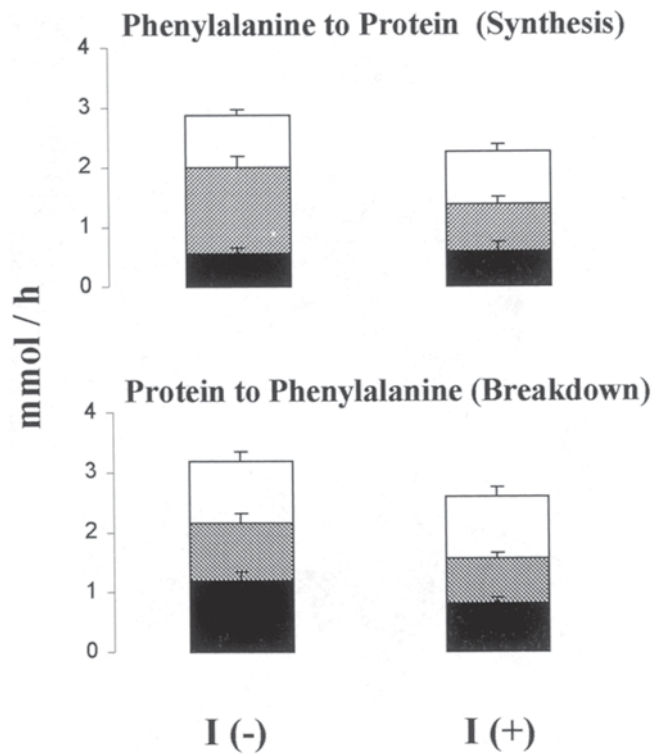 Phenylalanine to Protein (Synthesis)
4
3
2
1
0
mmol / h
Protein to Phenylalanine (Breakdown)
4
3
2
1
0
I (-) I (+)